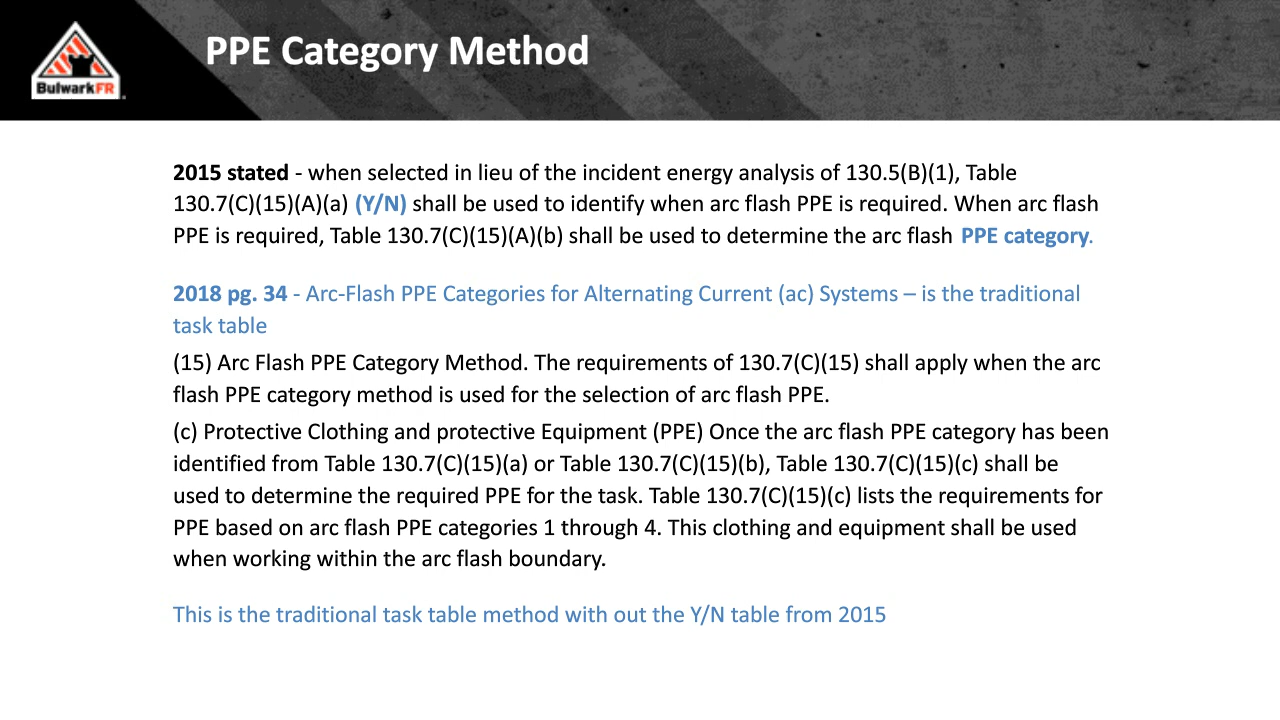 PPE Category Method
BulwarkFR
2015 stated - when selected in lieu of the incident energy analysis of 130.5(B)(1), Table
130.7(C)(15)(A)(a) (Y/N) shall be used to identify when arc flash PPE is required. When arc flash
PPE is required, Table 130.7(C)(15)(A)(b) shall be used to determine the arc flash PPE category.
2018 pg. 34 - Arc-Flash PPE Categories for Alternating Current (ac) Systems – is the traditional
task table
(15) Arc Flash PPE Category Method. The requirements of 130.7(C)(15) shall apply when the arc
flash PPE category method is used for the selection of arc flash PPE.
(c) Protective Clothing and protective Equipment (PPE) Once the arc flash PPE category has been
identified from Table 130.7(C)(15)(a) or Table 130.7(C)(15)(b), Table 130.7(C)(15)(c) shall be
used to determine the required PPE for the task. Table 130.7(C)(15)(c) lists the requirements for
PPE based on arc flash PPE categories 1 through 4. This clothing and equipment shall be used
when working within the arc flash boundary.
This is the traditional task table method with out the Y/N table from 2015